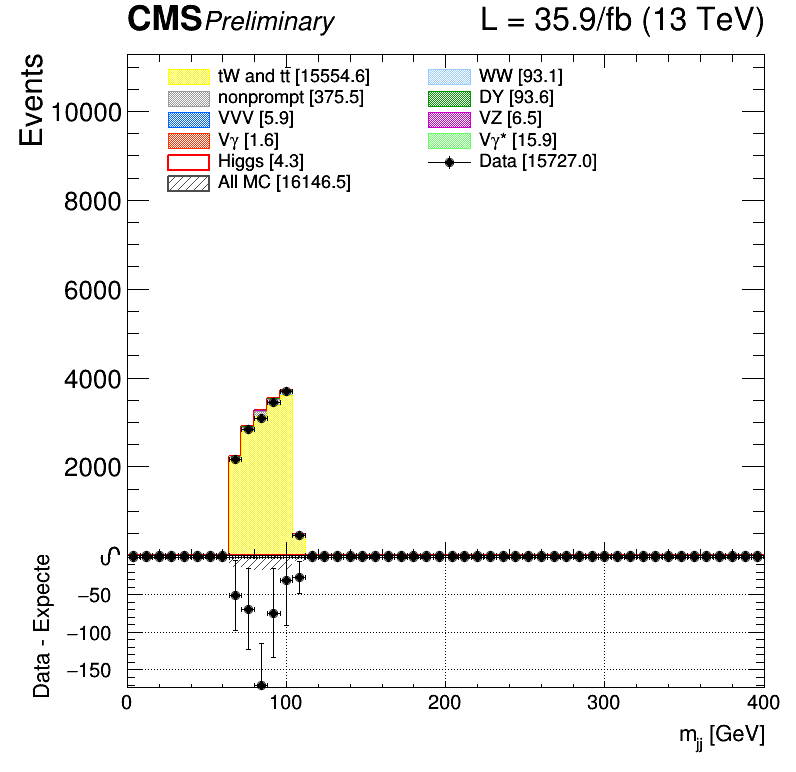 CMS Preliminary L = 35.9/fb (13 TeV)
Events
tW and tt̄ [15554.6] WW [93.1]
nonprompt [375.5] DY [93.6]
VVV [5.9] VZ [6.5]
Vγ [1.6] Vγ* [15.9]
Higgs [4.3] Data [15727.0]
All MC [16146.5]
10000
8000
6000
4000
2000
0
Data - Expecte
−50
−100
−150
0 100 200 300 400
m_jj [GeV]